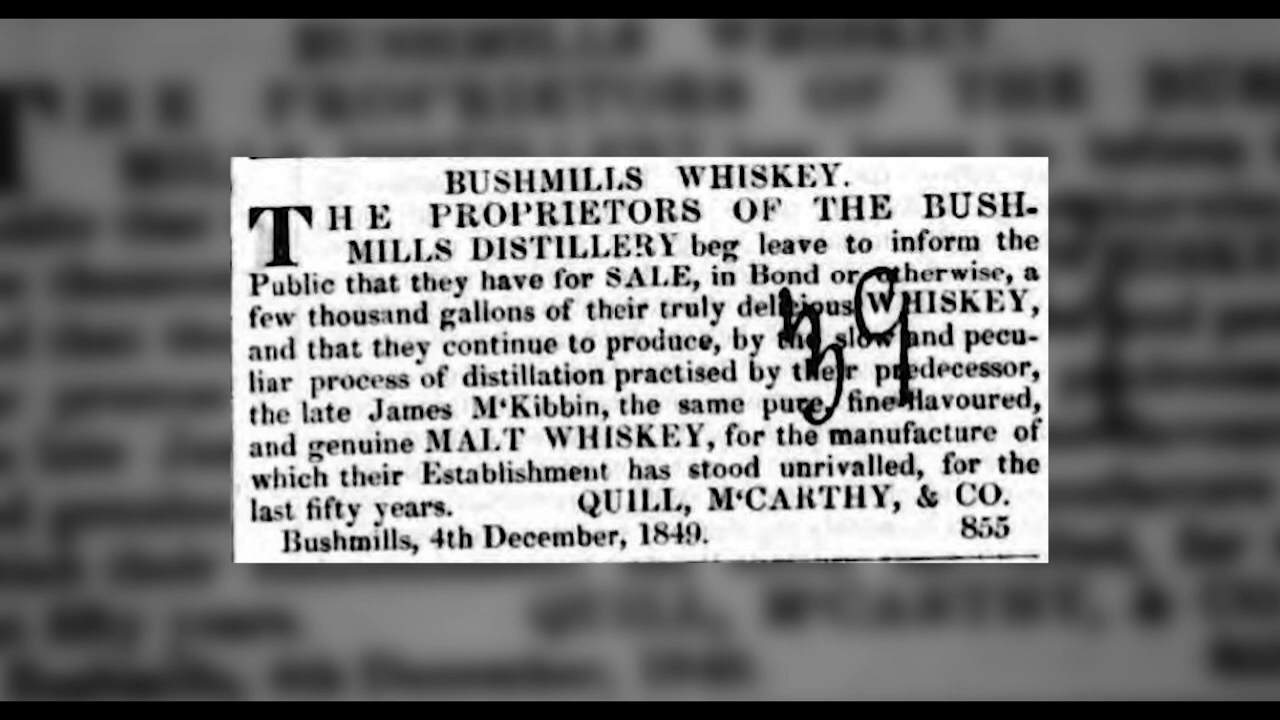 BUSHMILLS WHISKEY.
THE PROPRIETORS OF THE BUSH-
MILLS DISTILLERY beg leave to inform the
Public that they have for SALE, in Bond or otherwise, a
few thousand gallons of their truly delicious WHISKEY,
and that they continue to produce, by the slow and pecu-
liar process of distillation practised by their predecessor,
the late James M‘Kibbin, the same pure, fine-flavoured,
and genuine MALT WHISKEY, for the manufacture of
which their Establishment has stood unrivalled, for the
last fifty years. QUILL, M‘CARTHY, & CO.
Bushmills, 4th December, 1849. 855